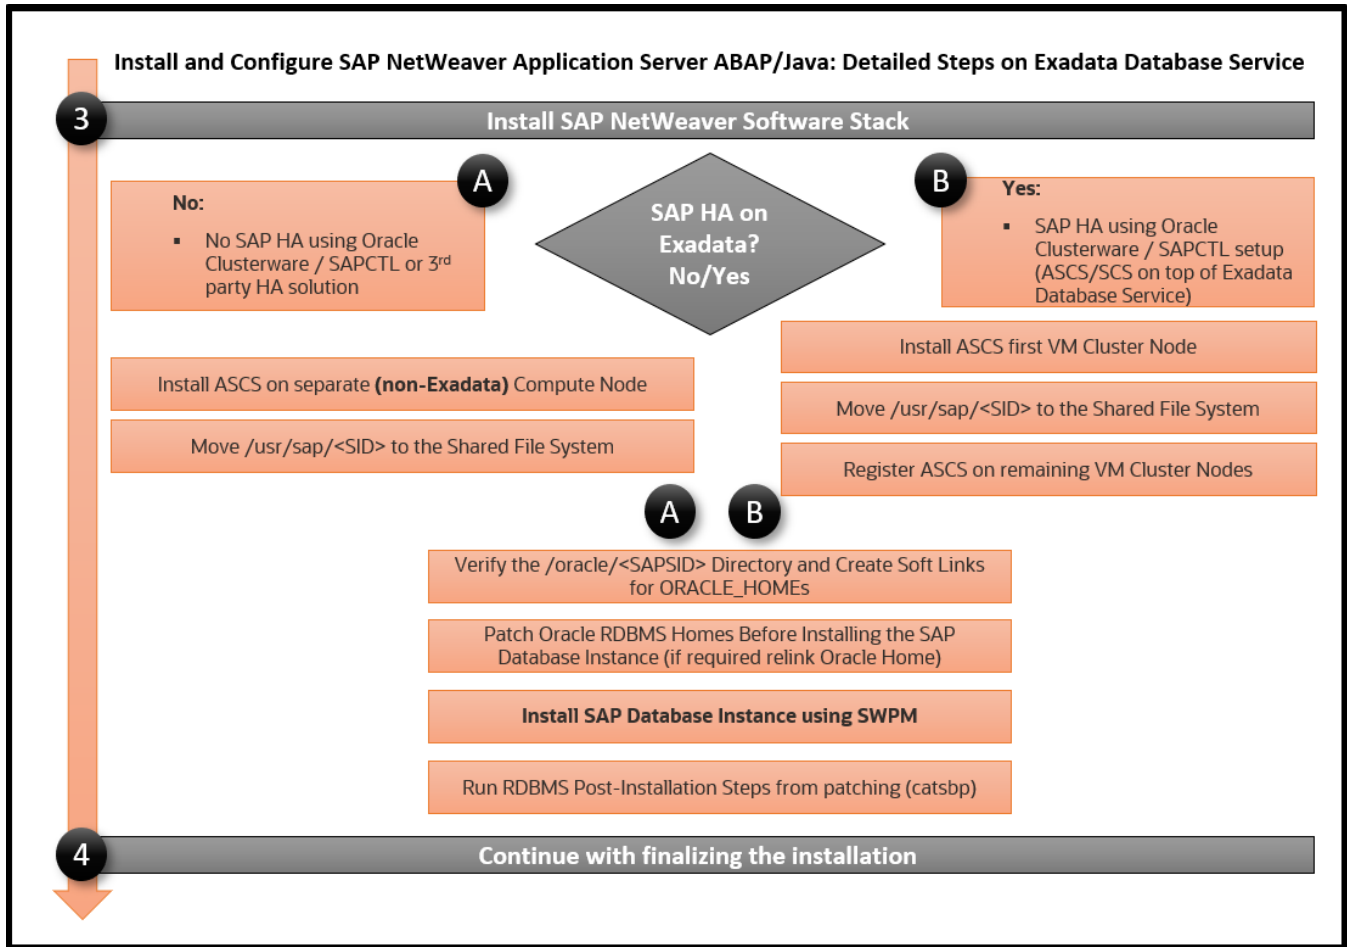 Install and Configure SAP NetWeaver Application Server ABAP/Java: Detailed Steps on Exadata Database Service
3
Install SAP NetWeaver Software Stack
A
No:
▪ No SAP HA using Oracle
Clusterware / SAPCTL or 3rd
party HA solution
SAP HA on
Exadata?
No/Yes
B
Yes:
▪ SAP HA using Oracle
Clusterware / SAPCTL setup
(ASCS/SCS on top of Exadata
Database Service)
Install ASCS on separate (non-Exadata) Compute Node
Move /usr/sap/<SID> to the Shared File System
Install ASCS first VM Cluster Node
Move /usr/sap/<SID> to the Shared File System
Register ASCS on remaining VM Cluster Nodes
A
B
Verify the /oracle/<SAPSID> Directory and Create Soft Links
for ORACLE_HOMEs
Patch Oracle RDBMS Homes Before Installing the SAP
Database Instance (if required relink Oracle Home)
Install SAP Database Instance using SWPM
Run RDBMS Post-Installation Steps from patching (catsbp)
4
Continue with finalizing the installation